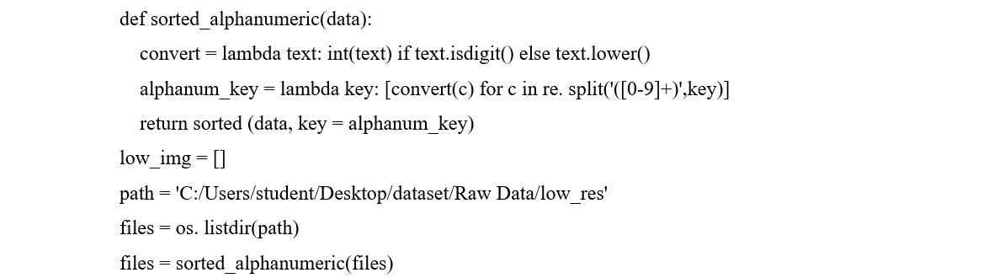 def sorted_alphanumeric(data):
convert = lambda text: int(text) if text.isdigit() else text.lower()
alphanum_key = lambda key: [convert(c) for c in re. split('([0-9]+)',key)]
return sorted (data, key = alphanum_key)
low_img = []
path = 'C:/Users/student/Desktop/dataset/Raw Data/low_res'
files = os. listdir(path)
files = sorted_alphanumeric(files)